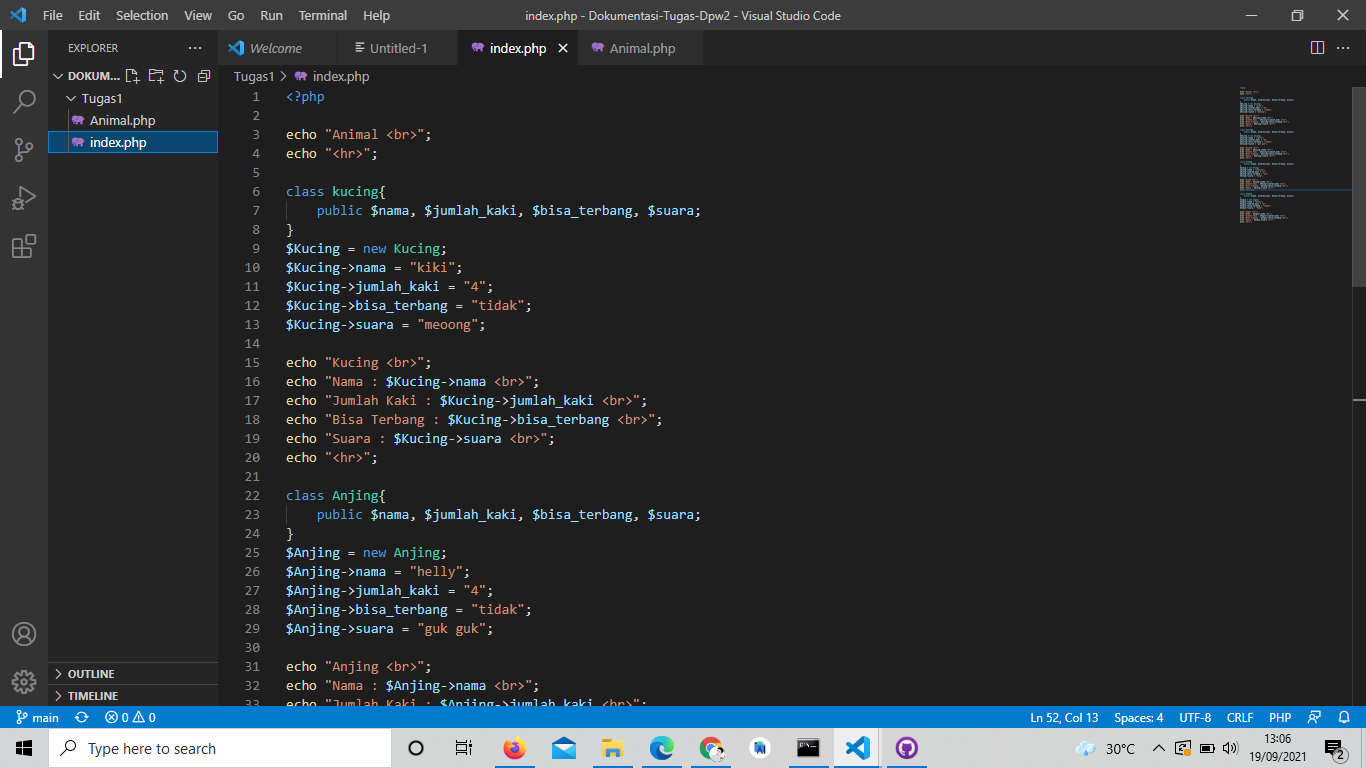 File Edit Selection View Go Run Terminal Help index.php - Dokumentasi-Tugas-Dpw2 - Visual Studio Code
EXPLORER
Welcome Untitled-1 index.php Animal.php
DOKUM...
Tugas1
Animal.php
index.php
Tugas1 > index.php
1 <?php
2
3 echo "Animal <br>";
4 echo "<hr>";
5
6 class kucing{
7 public $nama, $jumlah_kaki, $bisa_terbang, $suara;
8 }
9 $Kucing = new Kucing;
10 $Kucing->nama = "kiki";
11 $Kucing->jumlah_kaki = "4";
12 $Kucing->bisa_terbang = "tidak";
13 $Kucing->suara = "meoong";
14
15 echo "Kucing <br>";
16 echo "Nama : $Kucing->nama <br>";
17 echo "Jumlah Kaki : $Kucing->jumlah_kaki <br>";
18 echo "Bisa Terbang : $Kucing->bisa_terbang <br>";
19 echo "Suara : $Kucing->suara <br>";
20 echo "<hr>";
21
22 class Anjing{
23 public $nama, $jumlah_kaki, $bisa_terbang, $suara;
24 }
25 $Anjing = new Anjing;
26 $Anjing->nama = "helly";
27 $Anjing->jumlah_kaki = "4";
28 $Anjing->bisa_terbang = "tidak";
29 $Anjing->suara = "guk guk";
30
31 echo "Anjing <br>";
32 echo "Nama : $Anjing->nama <br>";
33 echo "Jumlah Kaki : $Anjing->jumlah_kaki <br>";
OUTLINE
TIMELINE
main 0 0 Ln 52, Col 13 Spaces: 4 UTF-8 CRLF PHP
Type here to search 30°C 13:06
19/09/2021 2